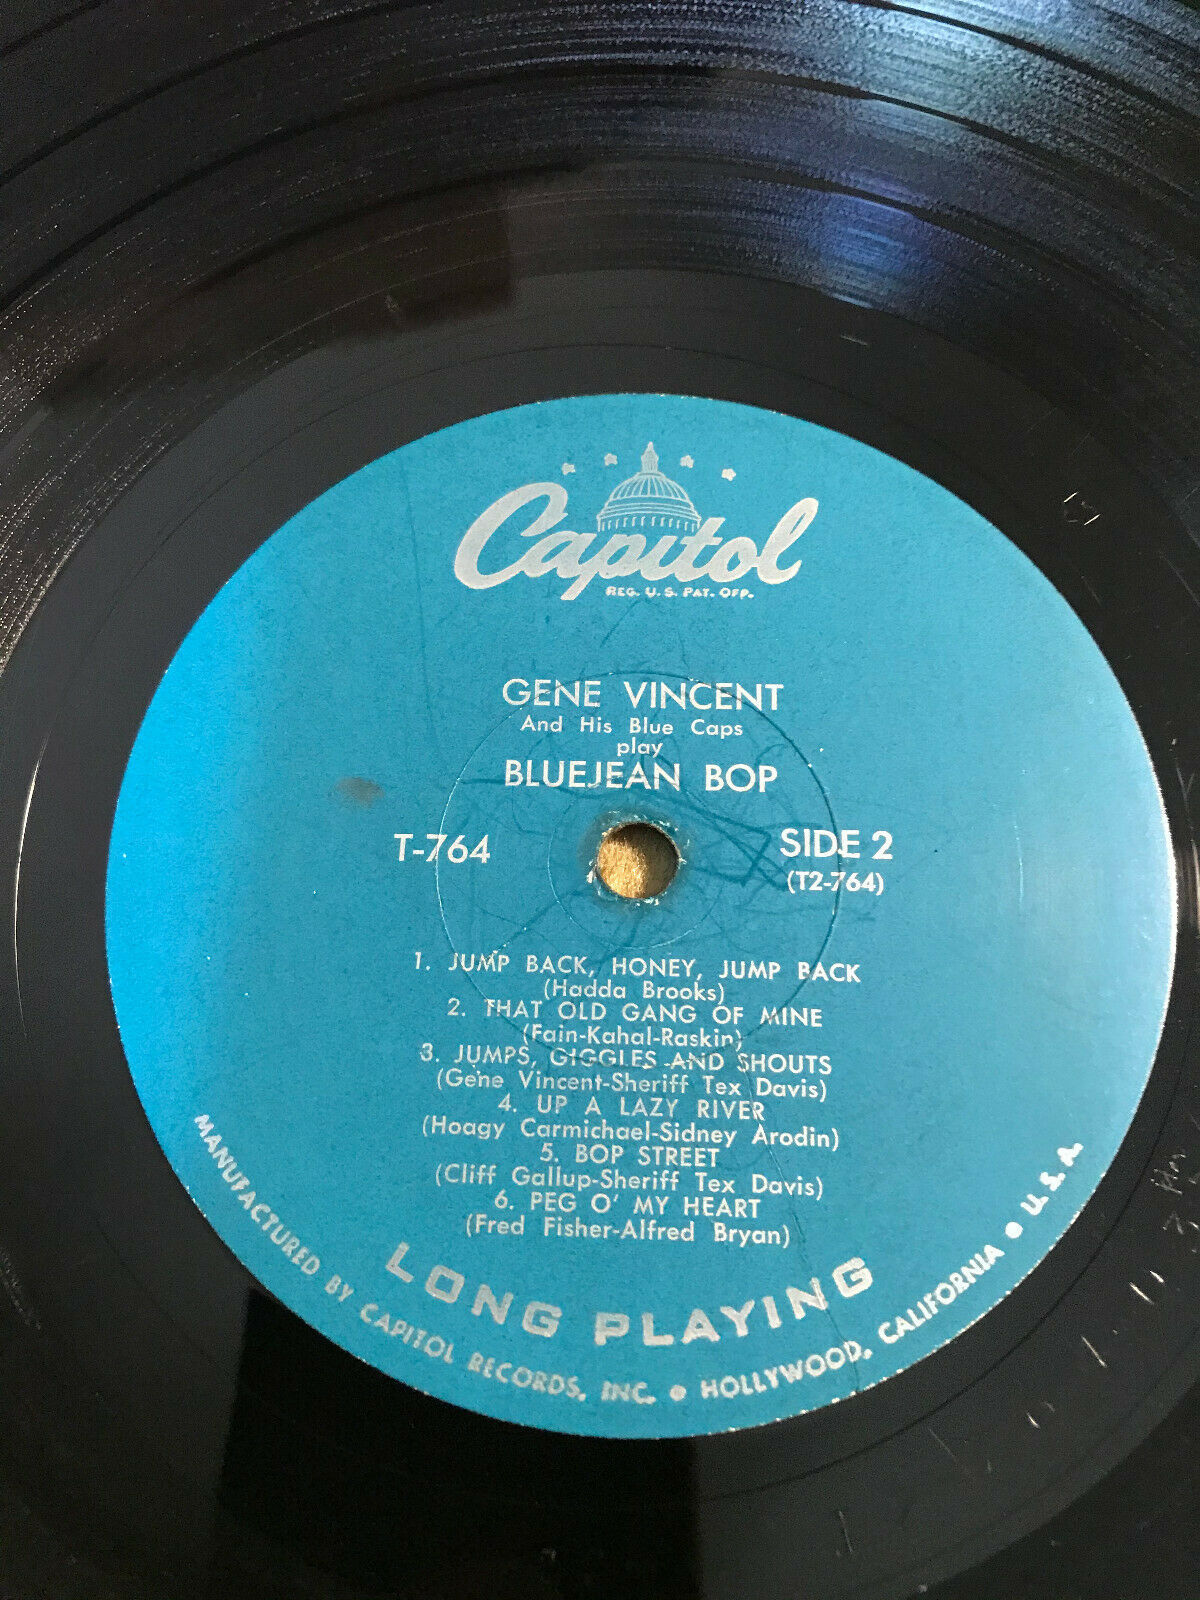 Capitol
REG. U.S. PAT. OFF.
GENE VINCENT
And His Blue Caps
play
BLUEJEAN BOP
T-764
SIDE 2
(T2-764)
1. JUMP BACK, HONEY, JUMP BACK
(Hadda Brooks)
2. THAT OLD GANG OF MINE
(Fain-Kahal-Raskin)
3. JUMPS, GIGGLES AND SHOUTS
(Gene Vincent-Sheriff Tex Davis)
4. UP A LAZY RIVER
(Hoagy Carmichael-Sidney Arodin)
5. BOP STREET
(Cliff Gallup-Sheriff Tex Davis)
6. PEG O' MY HEART
(Fred Fisher-Alfred Bryan)
LONG PLAYING
MANUFACTURED BY CAPITOL RECORDS, INC. • HOLLYWOOD, CALIFORNIA • U.S.A.